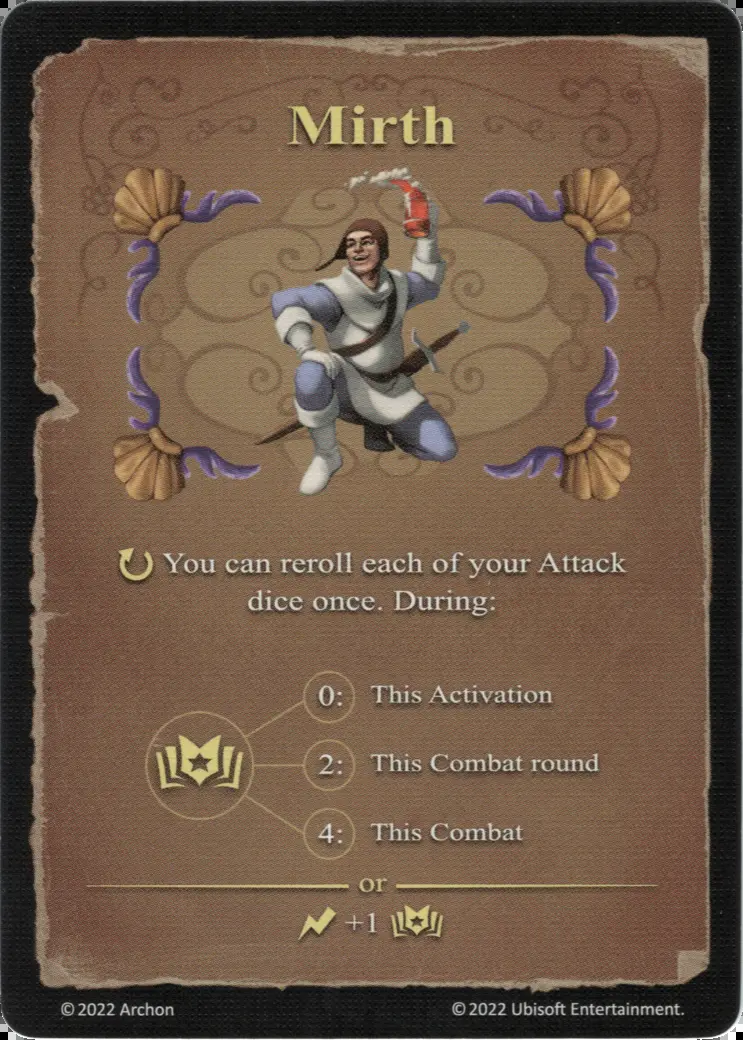 Mirth
You can reroll each of your Attack
dice once. During:
0: This Activation
2: This Combat round
4: This Combat
or
+1
© 2022 Archon
© 2022 Ubisoft Entertainment.